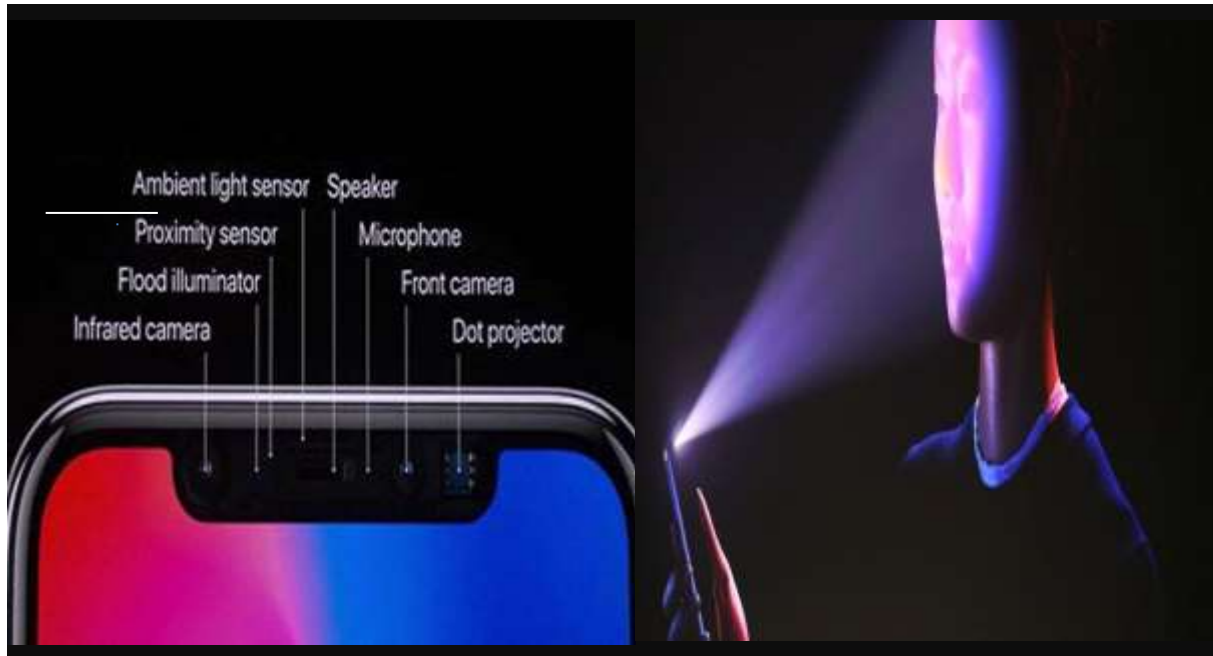 Ambient light sensor Speaker
Proximity sensor Microphone
Flood illuminator Front camera
Infrared camera Dot projector